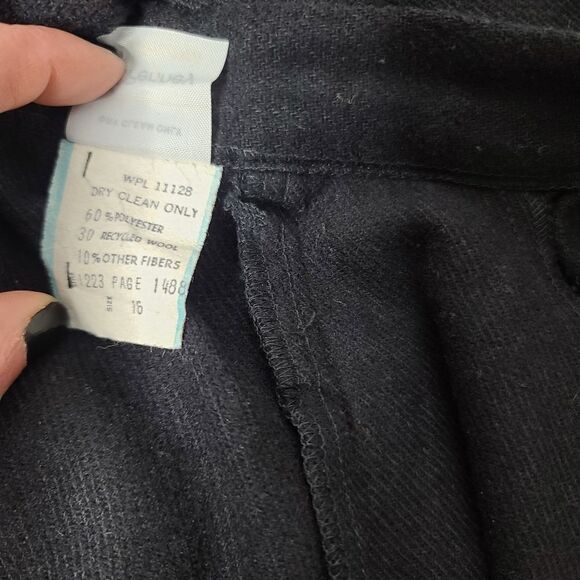 WPL 11128
DRY CLEAN ONLY
60% POLYESTER
30 RECYCLED WOOL
10% OTHER FIBERS
1223 PAGE 1488
SIZE 16